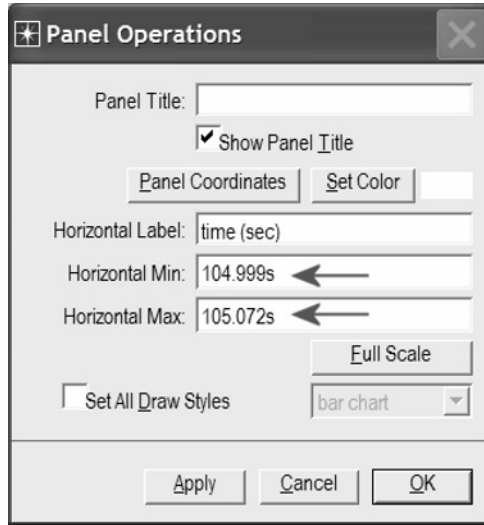 Panel Operations
Panel Title:
Show Panel Title
Panel Coordinates Set Color
Horizontal Label: time (sec)
Horizontal Min: 104.999s
Horizontal Max: 105.072s
Full Scale
Set All Draw Styles bar chart
Apply Cancel OK